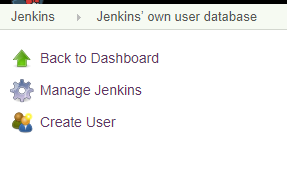 Jenkins Jenkins' own user database
Back to Dashboard
Manage Jenkins
Create User